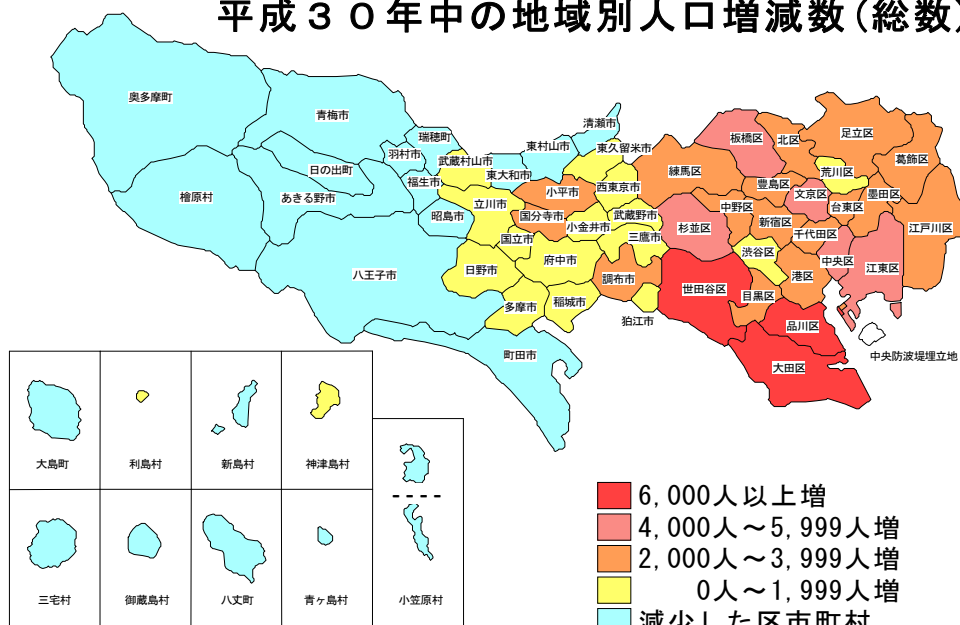 平成３０年中の地域別人口増減数（総数）
奥多摩町
青梅市
瑞穂町
羽村市
日の出町
檜原村
あきる野市
福生市
昭島市
八王子市
町田市
武蔵村山市
東大和市
東村山市
清瀬市
東久留米市
西東京市
小平市
立川市
国分寺市
小金井市
武蔵野市
三鷹市
国立市
府中市
日野市
調布市
多摩市
稲城市
狛江市
練馬区
板橋区
北区
足立区
葛飾区
荒川区
豊島区
文京区
台東区
墨田区
江戸川区
中野区
新宿区
千代田区
杉並区
渋谷区
中央区
江東区
港区
世田谷区
目黒区
品川区
大田区
中央防波堤埋立地
大島町
利島村
新島村
神津島村
三宅村
御蔵島村
八丈町
青ヶ島村
小笠原村
6,000人以上増
4,000人～5,999人増
2,000人～3,999人増
0人～1,999人増
減少した区市町村